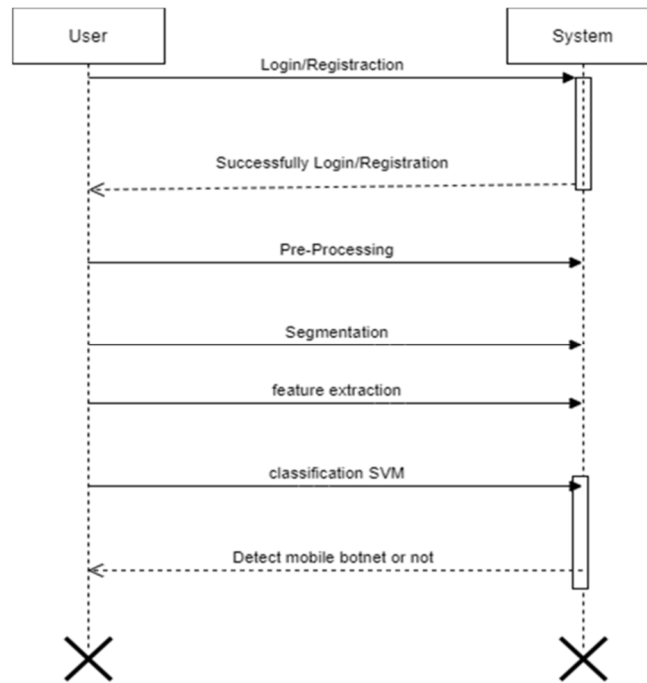 User
System
Login/Registraction
Successfully Login/Registration
Pre-Processing
Segmentation
feature extraction
classification SVM
Detect mobile botnet or not